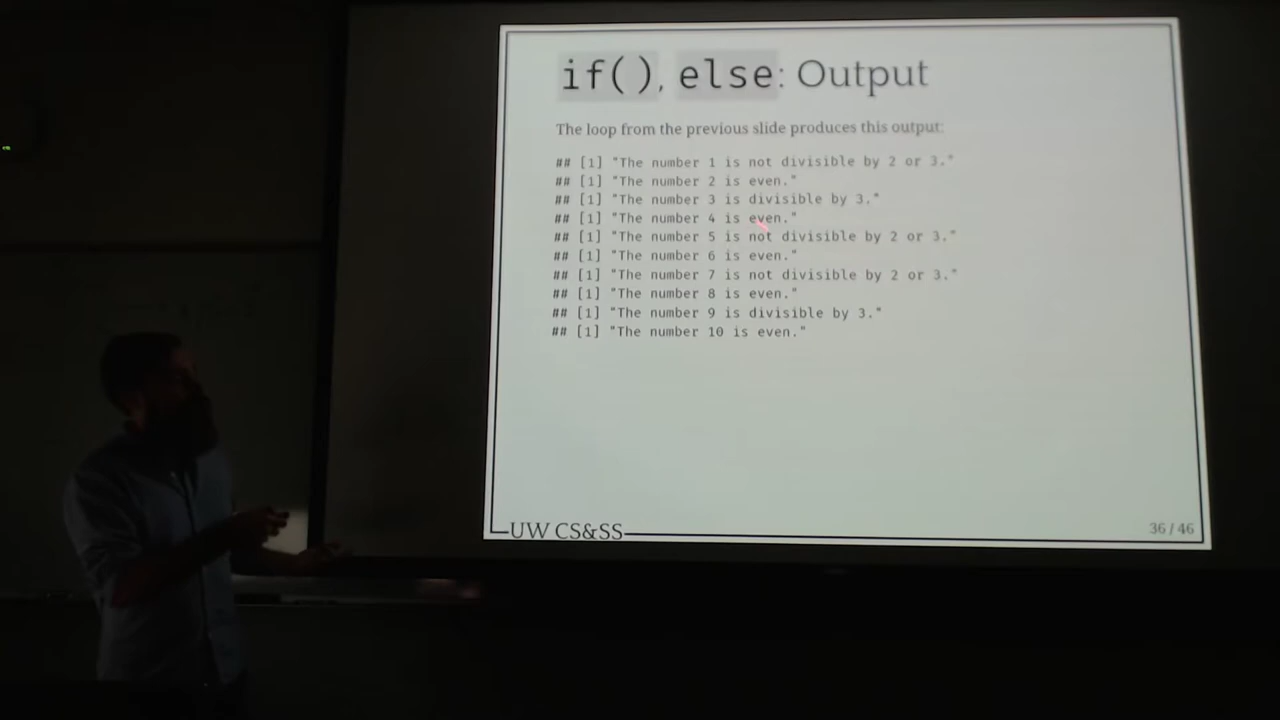 if(), else: Output
The loop from the previous slide produces this output:
## [1] "The number 1 is not divisible by 2 or 3."
## [1] "The number 2 is even."
## [1] "The number 3 is divisible by 3."
## [1] "The number 4 is even."
## [1] "The number 5 is not divisible by 2 or 3."
## [1] "The number 6 is even."
## [1] "The number 7 is not divisible by 2 or 3."
## [1] "The number 8 is even."
## [1] "The number 9 is divisible by 3."
## [1] "The number 10 is even."
UW CS&SS
36 / 46